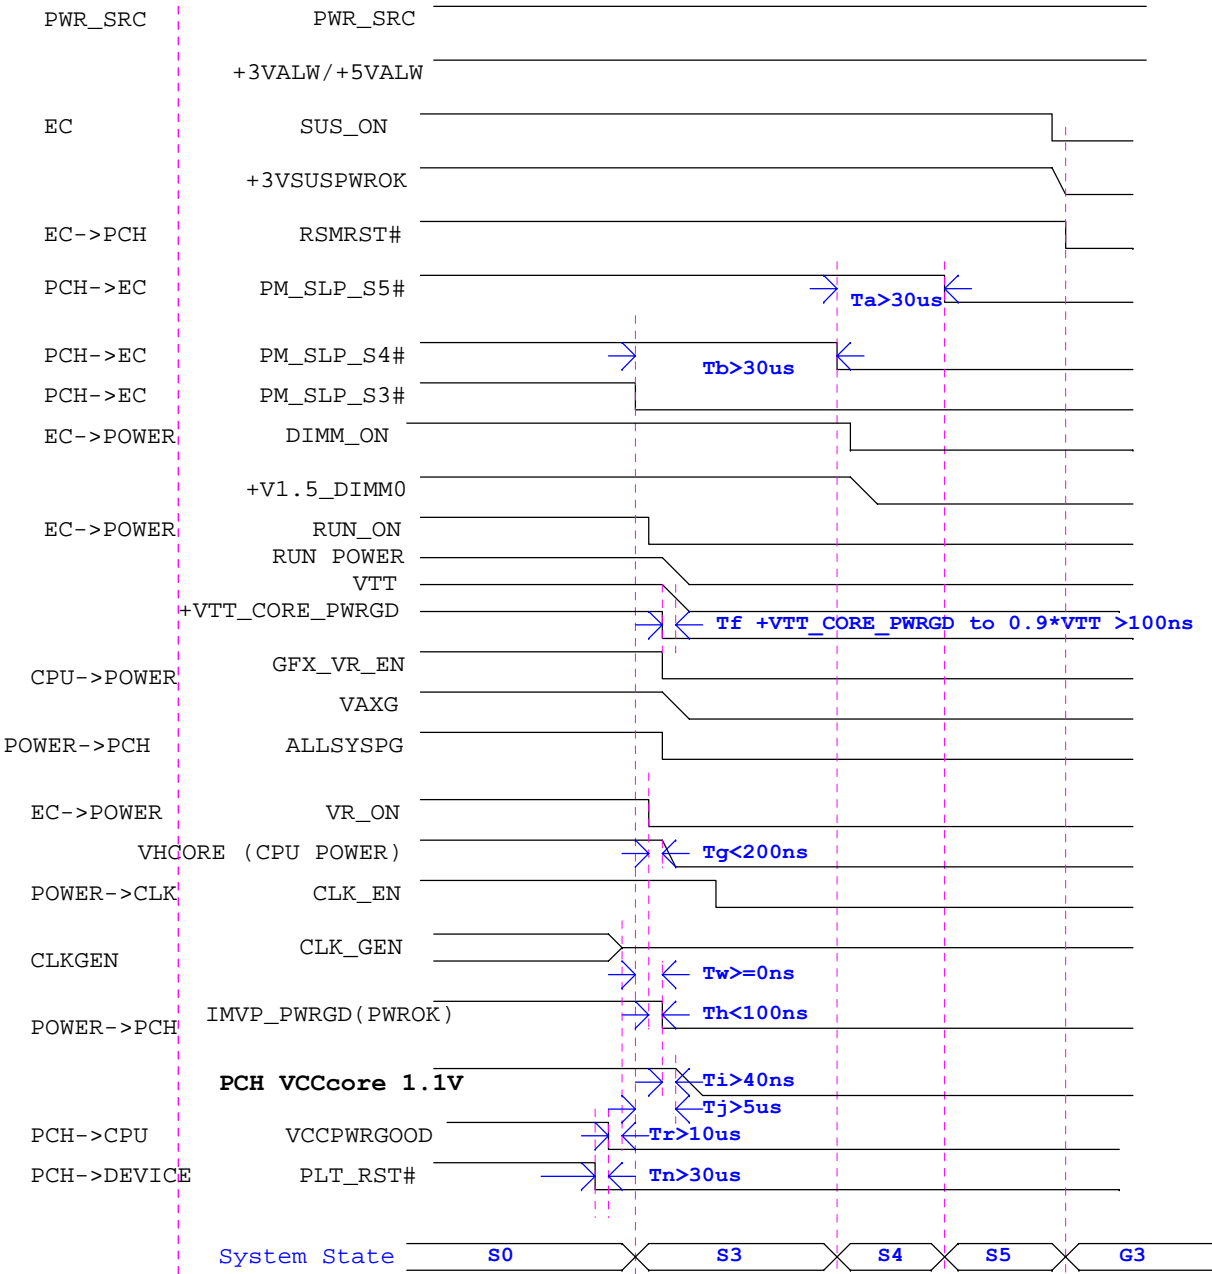 PWR_SRC PWR_SRC
+3VALW/+5VALW
EC SUS_ON
+3VSUSPWROK
EC->PCH RSMRST#
PCH->EC PM_SLP_S5# Ta>30us
PCH->EC PM_SLP_S4# Tb>30us
PCH->EC PM_SLP_S3#
EC->POWER DIMM_ON
+V1.5_DIMM0
EC->POWER RUN_ON
RUN POWER
VTT
+VTT_CORE_PWRGD Tf +VTT_CORE_PWRGD to 0.9*VTT >100ns
CPU->POWER GFX_VR_EN
VAXG
POWER->PCH ALLSYSPG
EC->POWER VR_ON
VHCORE (CPU POWER) Tg<200ns
POWER->CLK CLK_EN
CLKGEN CLK_GEN
Tw>=0ns
POWER->PCH IMVP_PWRGD(PWROK) Th<100ns
PCH VCCcore 1.1V Ti>40ns
Tj>5us
PCH->CPU VCCPWRGOOD Tr>10us
PCH->DEVICE PLT_RST# Tn>30us
System State S0 S3 S4 S5 G3